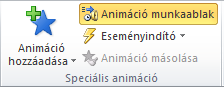 Animáció hozzáadása
Animáció munkaablak
Eseményindító
Animáció másolása
Speciális animáció